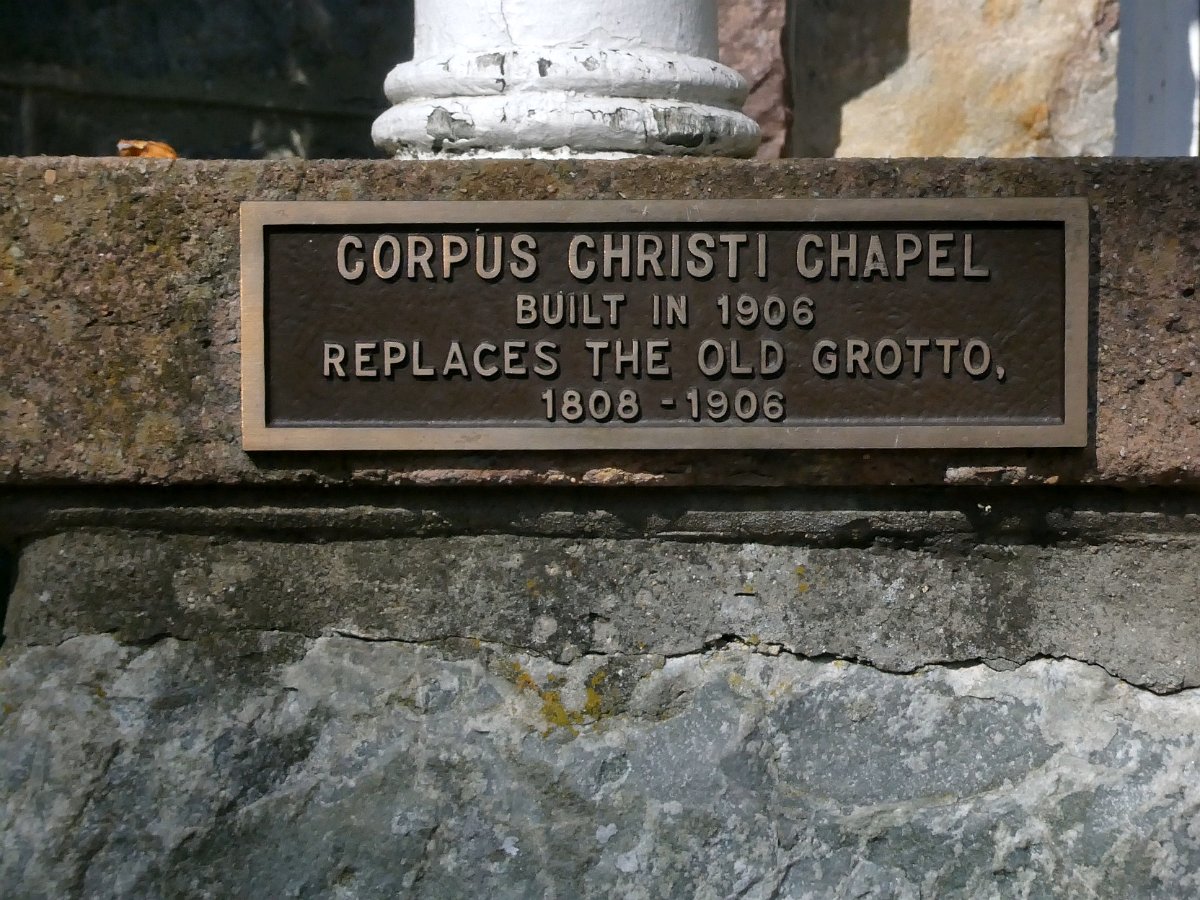 CORPUS CHRISTI CHAPEL
BUILT IN 1906
REPLACES THE OLD GROTTO,
1808 - 1906